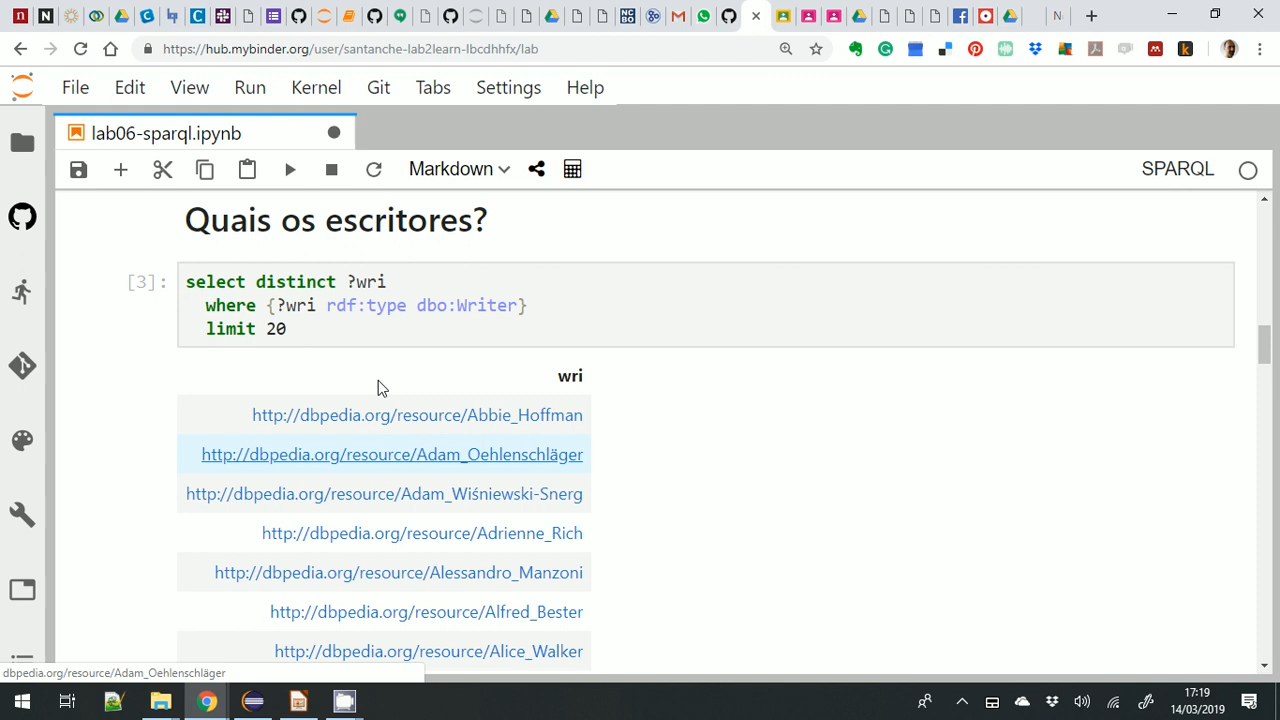 https://hub.mybinder.org/user/santanche-lab2learn-lbcdhhfx/lab
File Edit View Run Kernel Git Tabs Settings Help
lab06-sparql.ipynb
Markdown
SPARQL
Quais os escritores?
[3]:
select distinct ?wri
where {?wri rdf:type dbo:Writer}
limit 20
wri
http://dbpedia.org/resource/Abbie_Hoffman
http://dbpedia.org/resource/Adam_Oehlenschläger
http://dbpedia.org/resource/Adam_Wiśniewski-Snerg
http://dbpedia.org/resource/Adrienne_Rich
http://dbpedia.org/resource/Alessandro_Manzoni
http://dbpedia.org/resource/Alfred_Bester
http://dbpedia.org/resource/Alice_Walker
dbpedia.org/resource/Adam_Oehlenschläger
17:19
14/03/2019